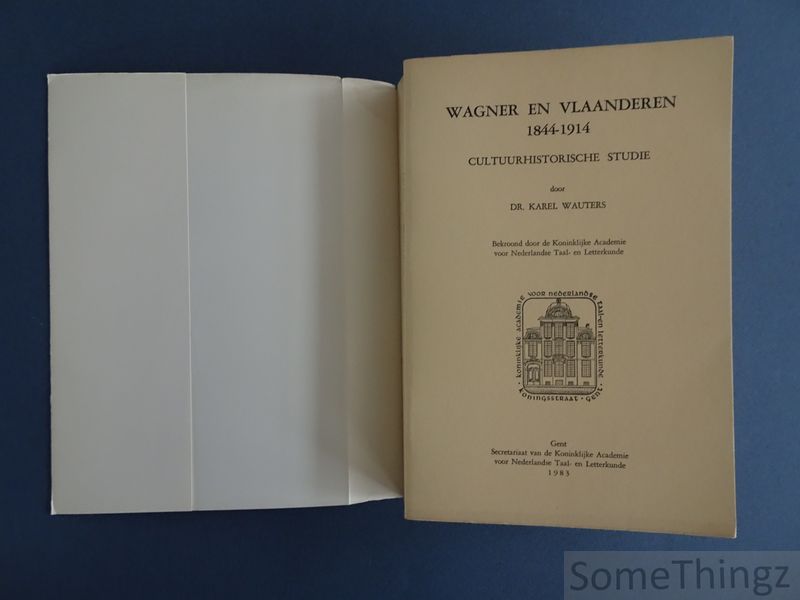 WAGNER EN VLAANDEREN
1844-1914
CULTUURHISTORISCHE STUDIE
door
DR. KAREL WAUTERS
Bekroond door de Koninklijke Academie
voor Nederlandse Taal- en Letterkunde
koninklijke academie voor nederlandse taal-en letterkunde
koningsstraat · gent
Gent
Secretariaat van de Koninklijke Academie
voor Nederlandse Taal- en Letterkunde
1983
SomeThingz